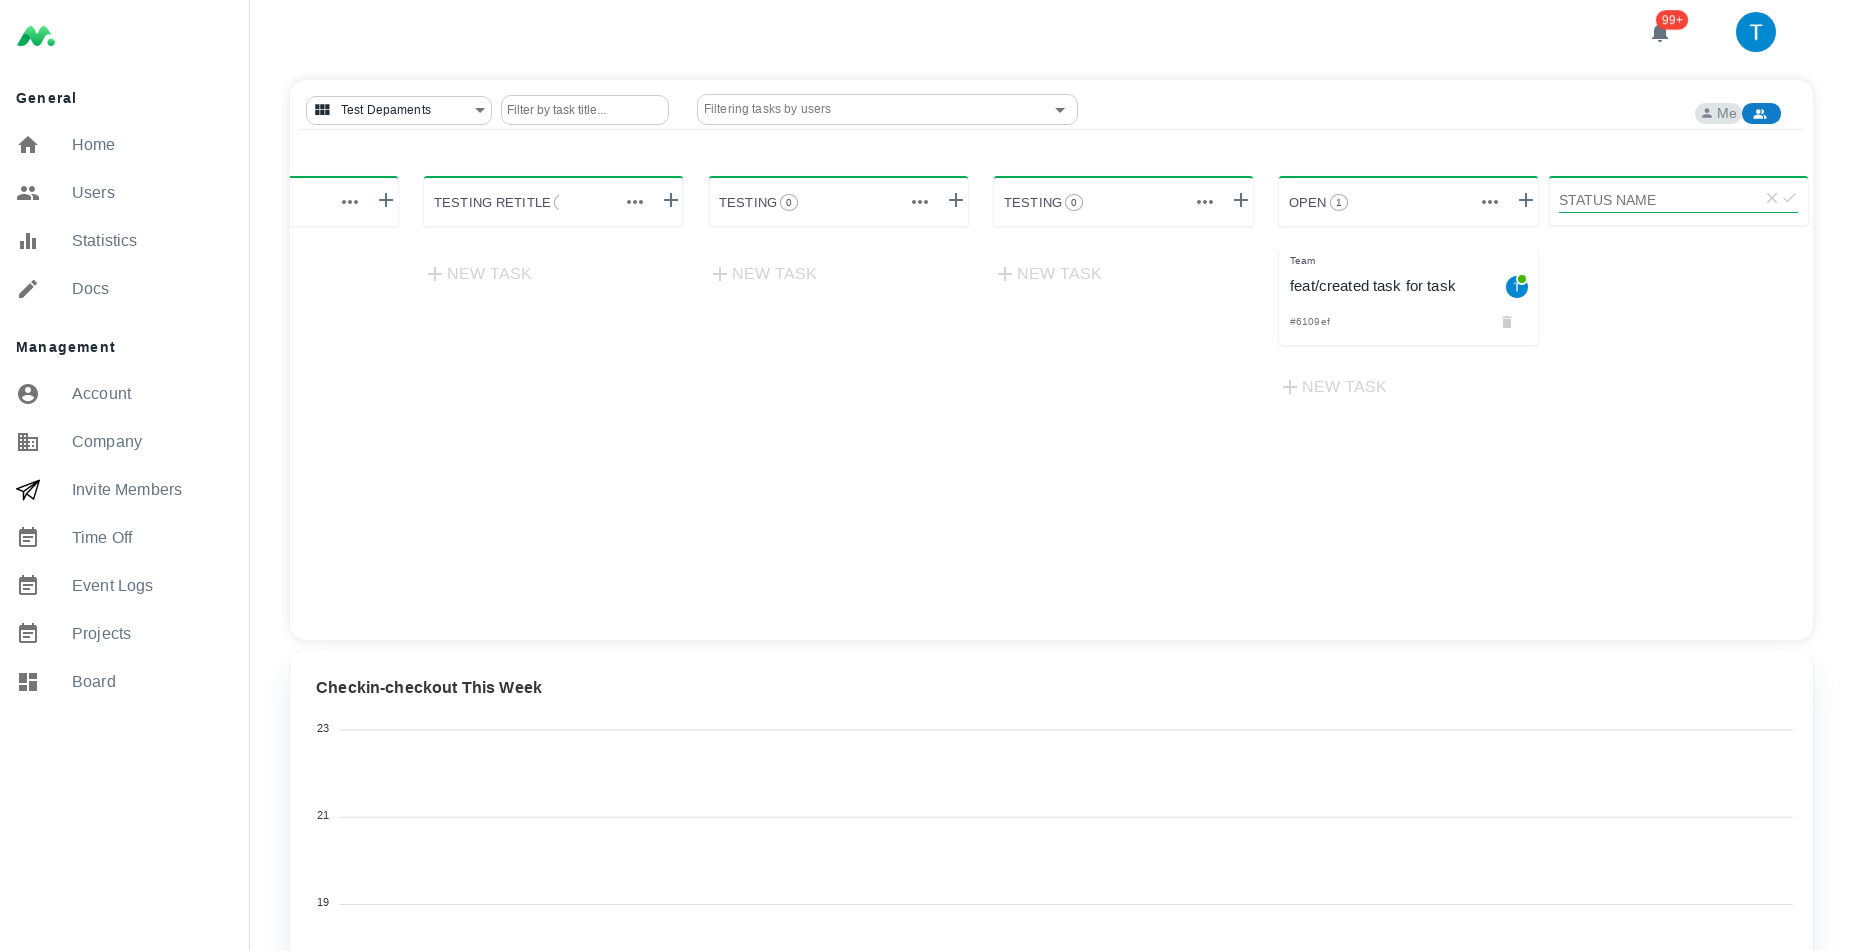 General
Home
Users
Statistics
Docs
Management
Account
Company
Invite Members
Time Off
Event Logs
Projects
Board
99+
T
Test Depaments
Filter by task title...
Filtering tasks by users
Me
TESTING RETITLE
TESTING 0
TESTING 0
OPEN 1
STATUS NAME
NEW TASK
NEW TASK
NEW TASK
Team
feat/created task for task
T
#6109ef
NEW TASK
Checkin-checkout This Week
23
21
19